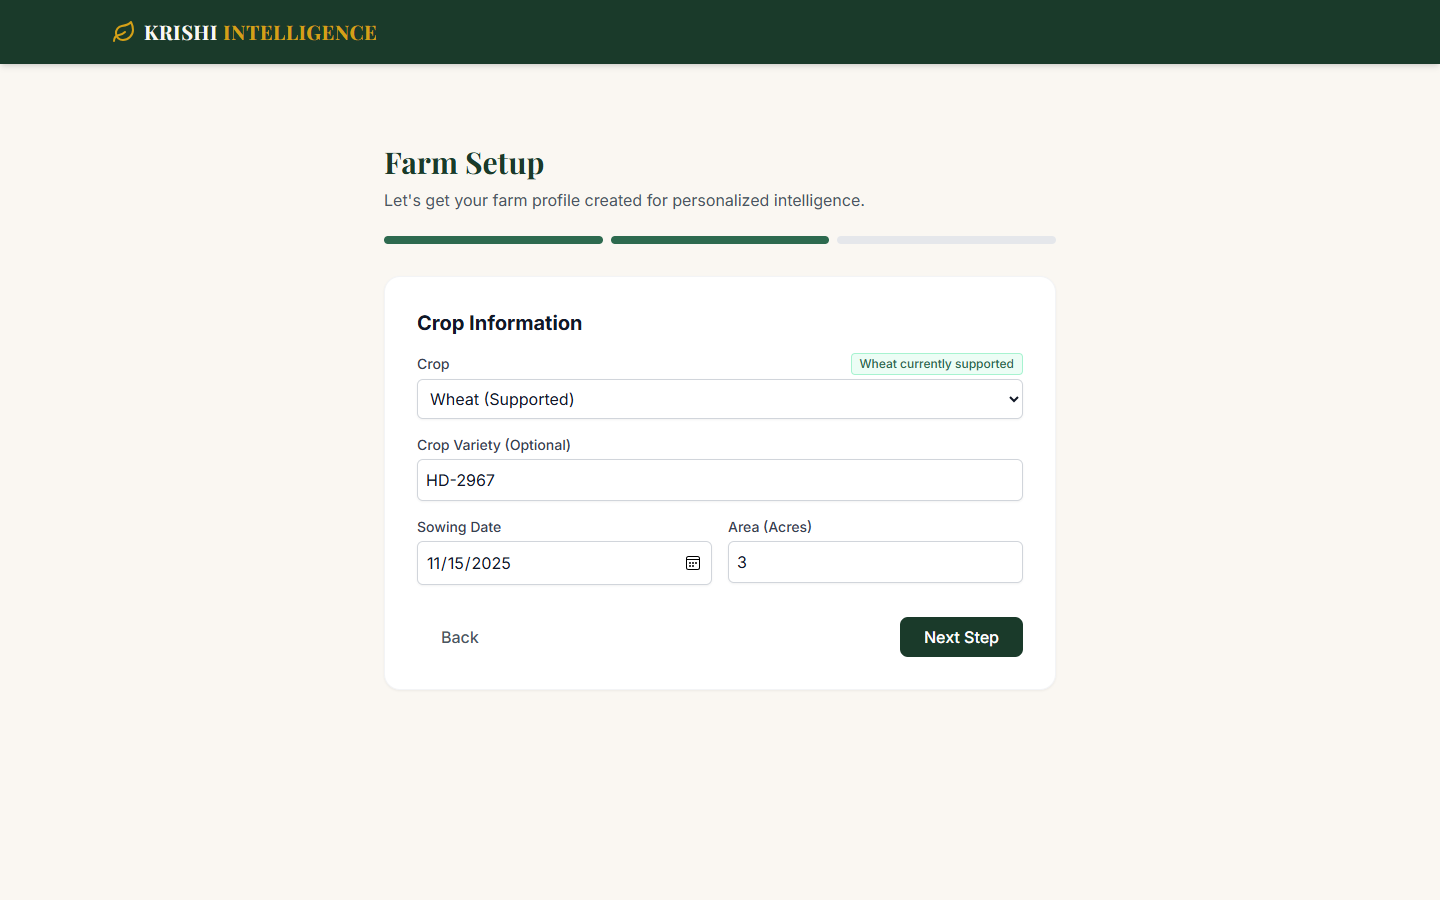 KRISHI INTELLIGENCE
Farm Setup
Let's get your farm profile created for personalized intelligence.
Crop Information
Crop
Wheat currently supported
Wheat (Supported)
Crop Variety (Optional)
HD-2967
Sowing Date
Area (Acres)
11/15/2025
3
Back
Next Step